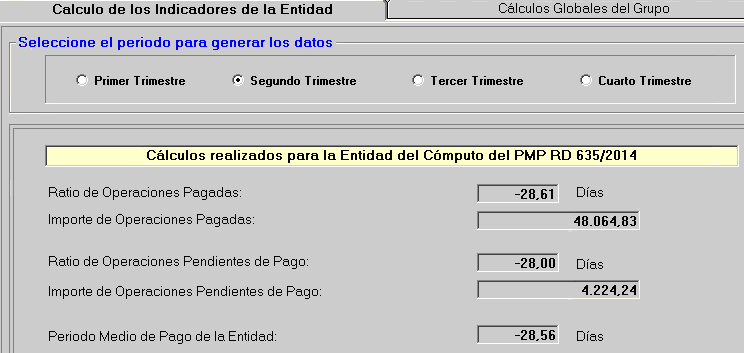 Calculo de los Indicadores de la Entidad
Cálculos Globales del Grupo
Seleccione el periodo para generar los datos
Primer Trimestre Segundo Trimestre Tercer Trimestre Cuarto Trimestre
Cálculos realizados para la Entidad del Cómputo del PMP RD 635/2014
Ratio de Operaciones Pagadas: -28,61 Días
Importe de Operaciones Pagadas: 48.064,83
Ratio de Operaciones Pendientes de Pago: -28,00 Días
Importe de Operaciones Pendientes de Pago: 4.224,24
Periodo Medio de Pago de la Entidad: -28,56 Días